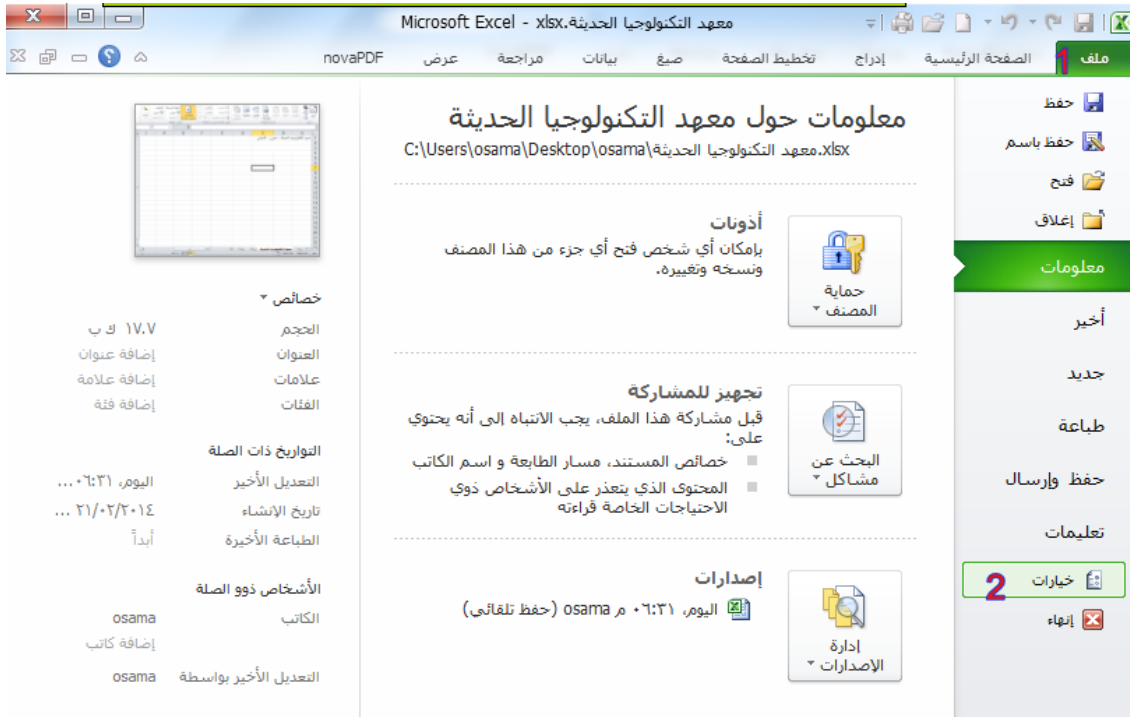 معهد التكنولوجيا الحديثة.xlsx - Microsoft Excel
ملف 1 الصفحة الرئيسية إدراج تخطيط الصفحة صيغ بيانات مراجعة عرض novaPDF
حفظ
حفظ باسم
فتح
إغلاق
معلومات
أخير
جديد
طباعة
حفظ وإرسال
تعليمات
خيارات 2
إنهاء
معلومات حول معهد التكنولوجيا الحديثة
C:\Users\osama\Desktop\osama\معهد التكنولوجيا الحديثة.xlsx
حماية
المصنف
أذونات
بإمكان أي شخص فتح أي جزء من هذا المصنف
ونسخه وتغييره.
البحث عن
مشاكل
تجهيز للمشاركة
قبل مشاركة هذا الملف، يجب الانتباه إلى أنه يحتوي
على:
خصائص المستند، مسار الطابعة و اسم الكاتب
المحتوى الذي يتعذر على الأشخاص ذوي
الاحتياجات الخاصة قراءته
إدارة
الإصدارات
إصدارات
اليوم، ٠٦:٣١ م osama (حفظ تلقائي)
خصائص
الحجم ١٧.٧ ك ب
العنوان إضافة عنوان
علامات إضافة علامة
الفئات إضافة فئة
التواريخ ذات الصلة
التعديل الأخير اليوم، ٠٦:٣١...
تاريخ الإنشاء ٢١/٠٢/٢٠١٤ ...
الطباعة الأخيرة أبداً
الأشخاص ذوو الصلة
الكاتب osama
إضافة كاتب
التعديل الأخير بواسطة osama